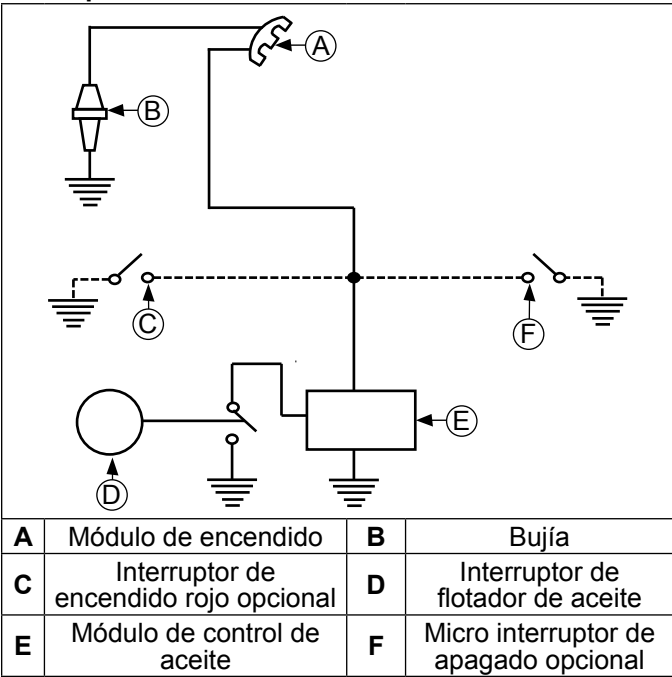 A
B
C
F
E
D
A Módulo de encendido B Bujía
C Interruptor de encendido rojo opcional D Interruptor de flotador de aceite
E Módulo de control de aceite F Micro interruptor de apagado opcional